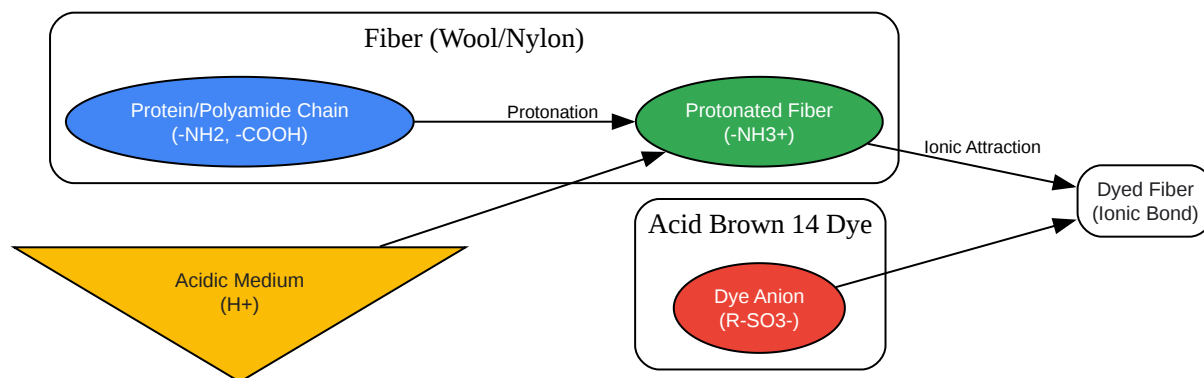 Fiber (Wool/Nylon)
Protein/Polyamide Chain
(-NH2, -COOH)
Protonation
Protonated Fiber
(-NH3+)
Ionic Attraction
Dyed Fiber
(Ionic Bond)
Acid Brown 14 Dye
Acidic Medium
(H+)
Dye Anion
(R-SO3-)